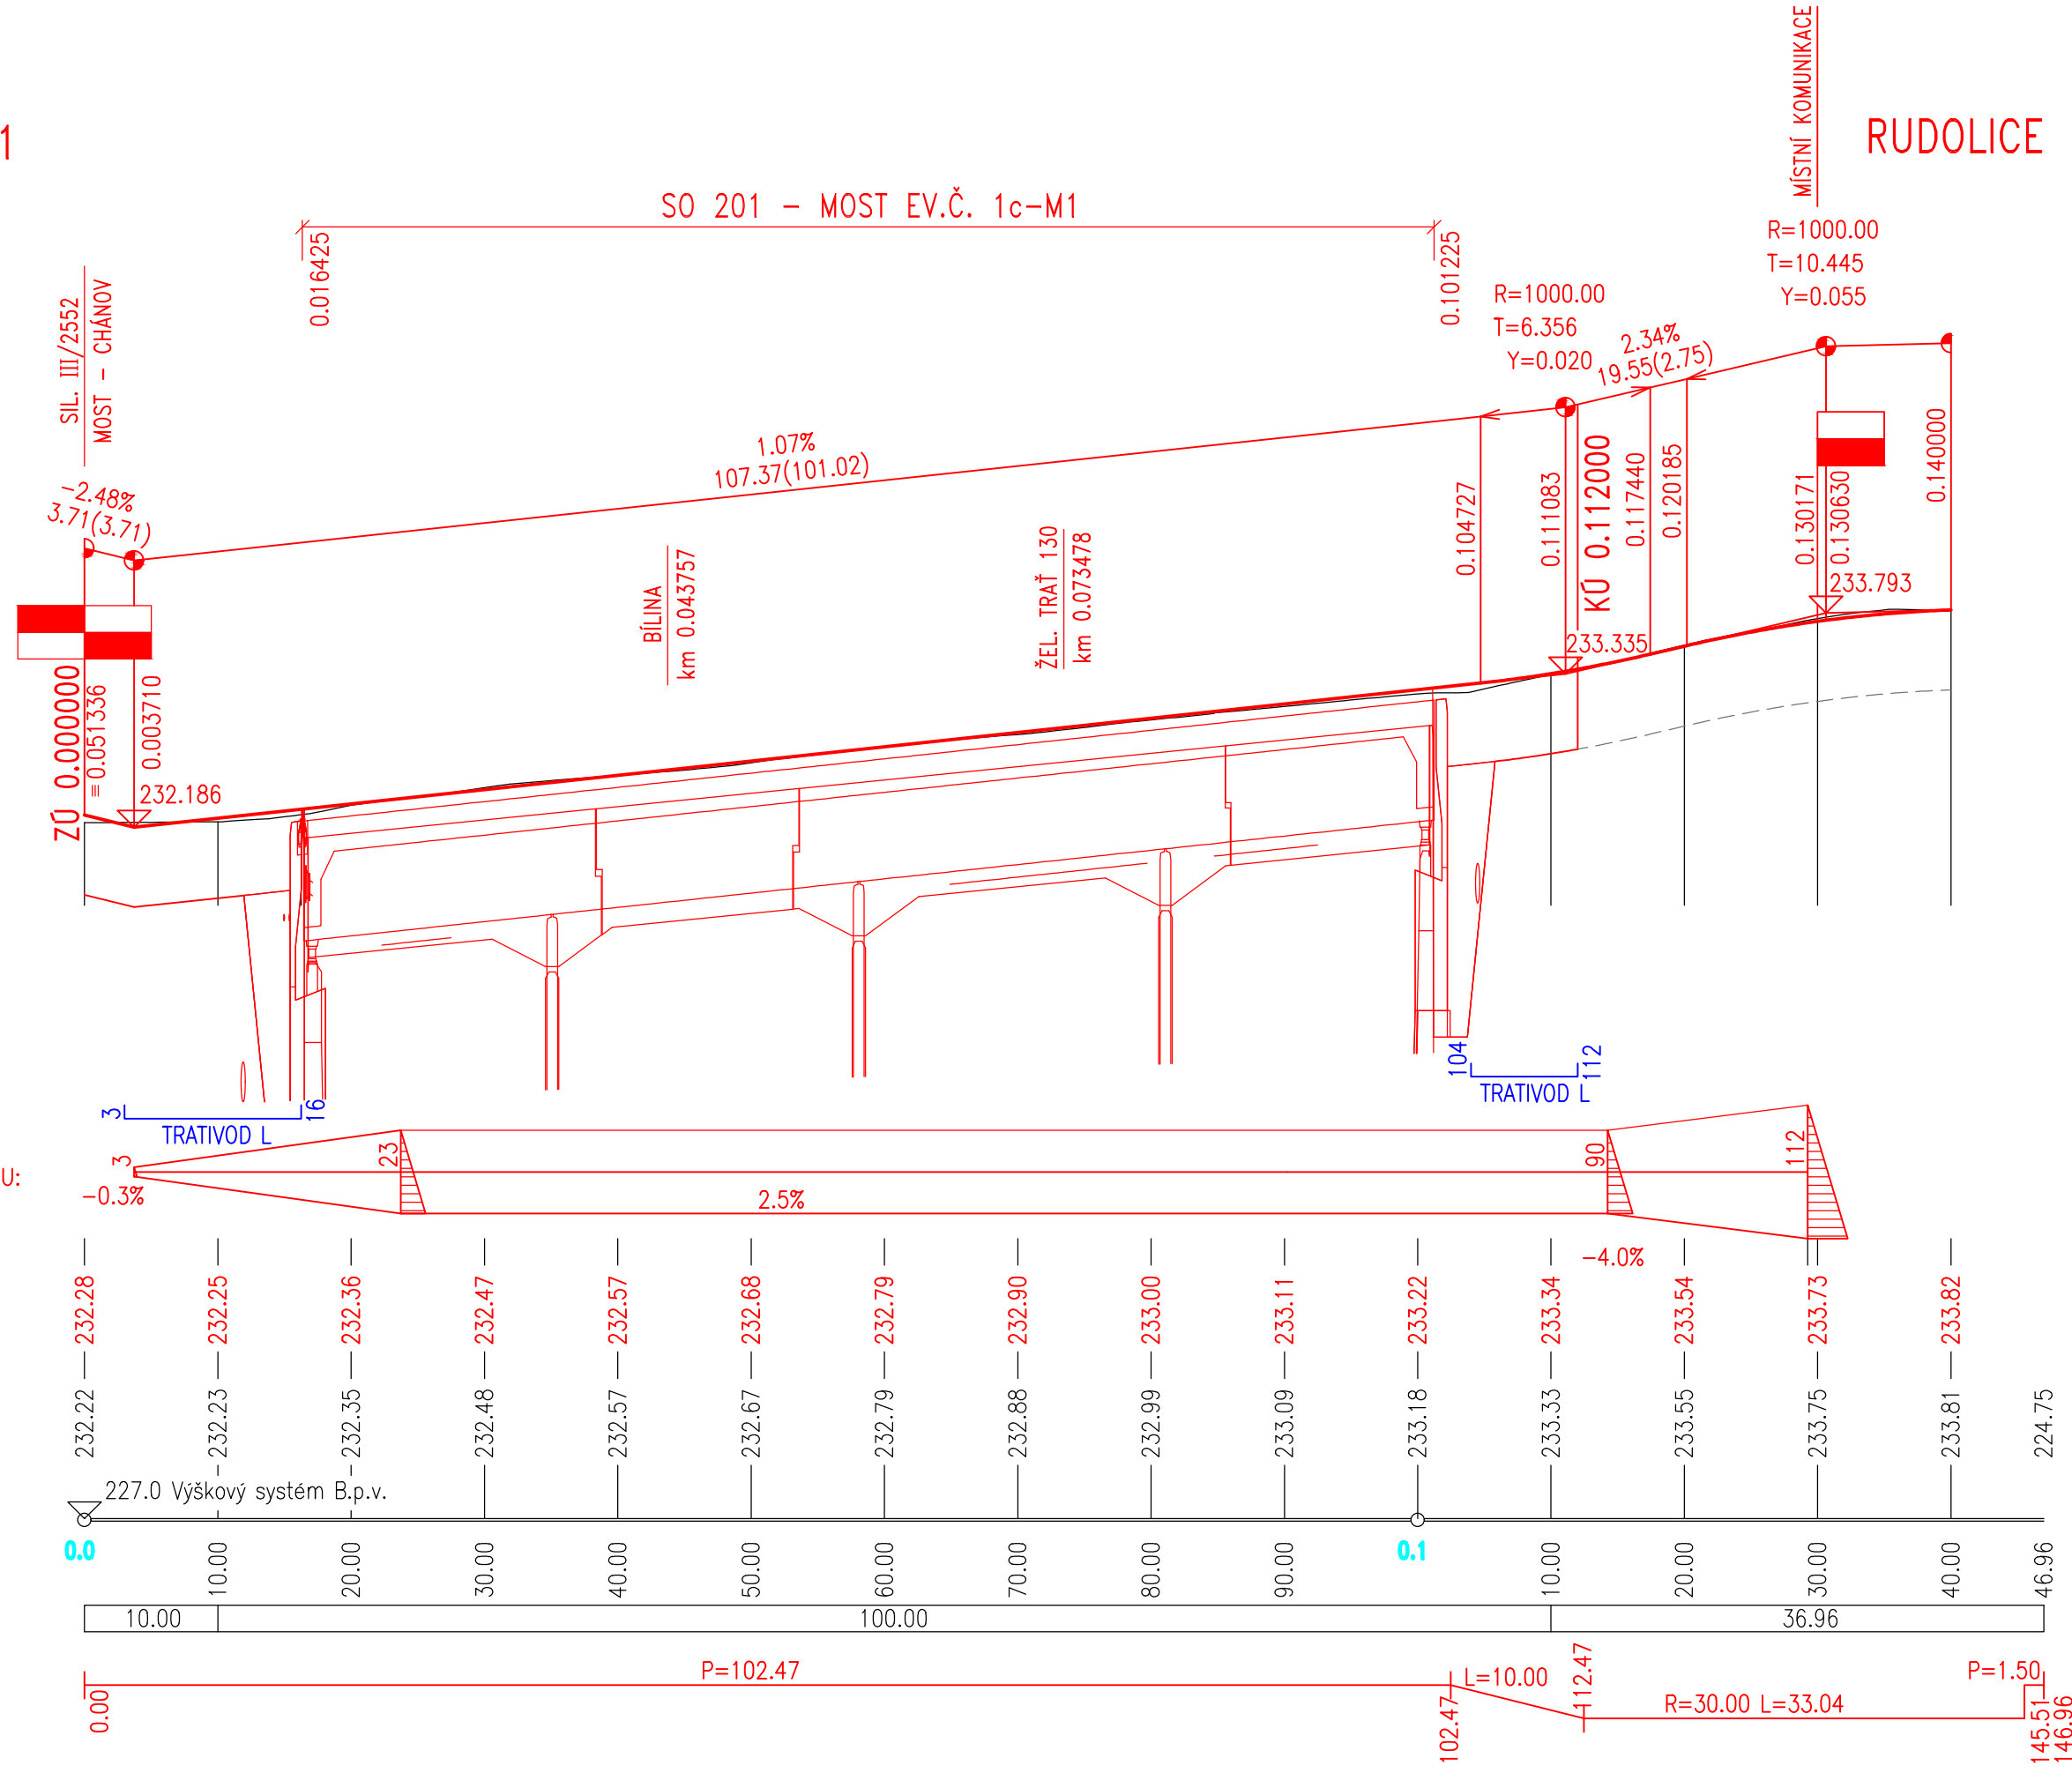 MÍSTNÍ KOMUNIKACE
1
RUDOLICE
SO 201 – MOST EV.Č. 1c–M1
0.016425
0.101225
R=1000.00
T=10.445
Y=0.055
R=1000.00
T=6.356
Y=0.020
SIL. III/2552
MOST – CHÁNOV
2.34%
19.55(2.75)
1.07%
107.37(101.02)
–2.48%
3.71(3.71)
0.104727
0.111083
KÚ 0.112000
0.117440
0.120185
0.130171
0.130630
0.140000
BÍLINA
km 0.043757
ŽEL. TRAŤ 130
km 0.073478
233.793
233.335
ZÚ 0.000000
≡0.051336
0.003710
232.186
104
112
TRATIVOD L
3
16
TRATIVOD L
U:
3
–0.3%
23
2.5%
90
112
–4.0%
232.28 232.25 232.36 232.47 232.57 232.68 232.79 232.90 233.00 233.11 233.22 233.34 233.54 233.73 233.82
232.22 232.23 232.35 232.48 232.57 232.67 232.79 232.88 232.99 233.09 233.18 233.33 233.55 233.75 233.81 224.75
227.0 Výškový systém B.p.v.
0.0 10.00 20.00 30.00 40.00 50.00 60.00 70.00 80.00 90.00 0.1 10.00 20.00 30.00 40.00 46.96
10.00 100.00 36.96
P=102.47 L=10.00 P=1.50
R=30.00 L=33.04
0.00 102.47 112.47 145.51 146.96